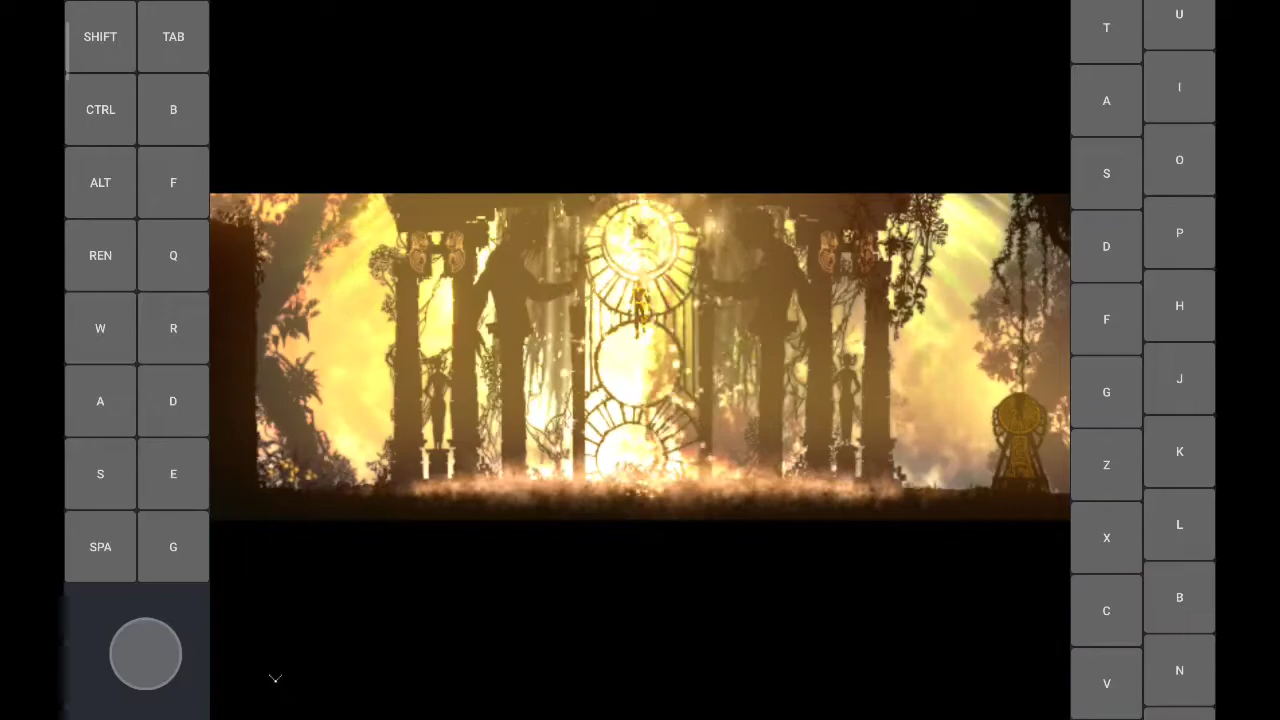 SHIFT TAB
CTRL B
ALT F
REN Q
W R
A D
S E
SPA G
T U
A I
S O
D P
F H
G J
Z K
X L
C B
V N